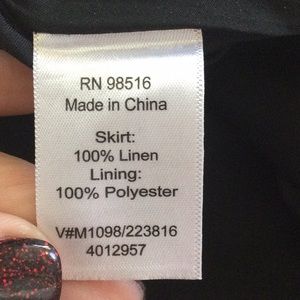 RN 98516
Made in China
Skirt:
100% Linen
Lining:
100% Polyester
V#M1098/223816
4012957